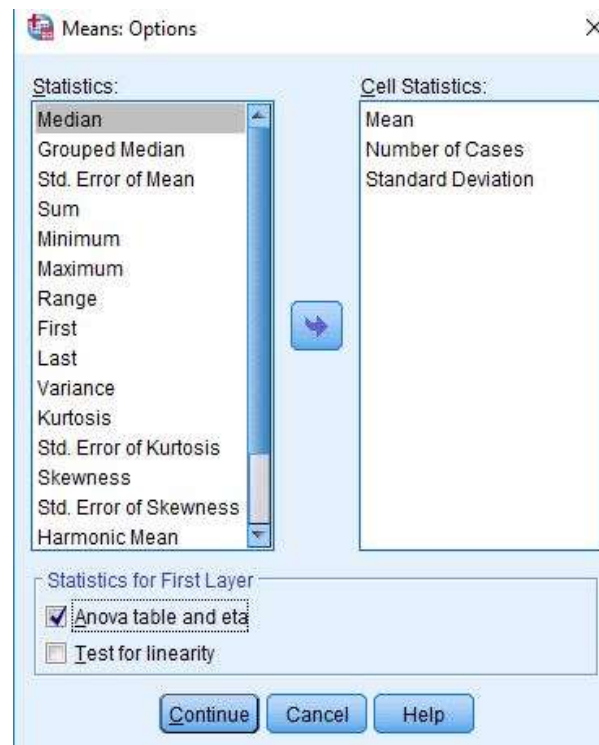 Means: Options
Statistics:
Median
Grouped Median
Std. Error of Mean
Sum
Minimum
Maximum
Range
First
Last
Variance
Kurtosis
Std. Error of Kurtosis
Skewness
Std. Error of Skewness
Harmonic Mean
Cell Statistics:
Mean
Number of Cases
Standard Deviation
Statistics for First Layer
Anova table and eta
Test for linearity
Continue
Cancel
Help